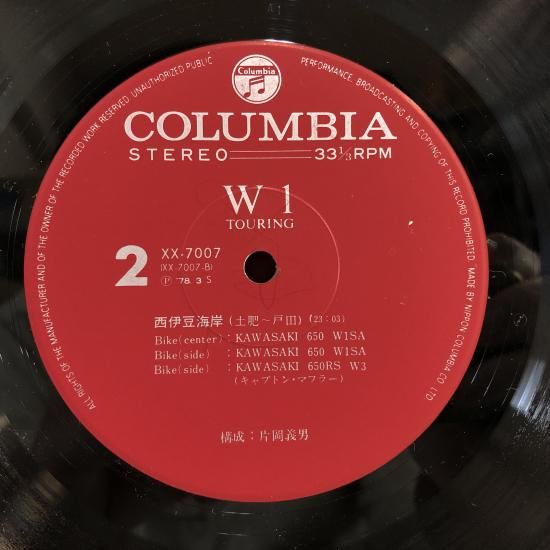 ALL RIGHTS OF THE MANUFACTURER AND OF THE OWNER OF THE RECORDED WORK RESERVED. UNAUTHORIZED PUBLIC PERFORMANCE, BROADCASTING AND COPYING OF THIS RECORD PROHIBITED. MADE BY NIPPON COLUMBIA CO. LTD.
Columbia
COLUMBIA
STEREO 33⅓RPM
W 1
TOURING
2
XX-7007
(XX-7007-B)
Ⓟ '78.3 S
西伊豆海岸 (土肥~戸田) (23:03)
Bike(center) : KAWASAKI 650 W1SA
Bike(side) : KAWASAKI 650 W1SA
Bike(side) : KAWASAKI 650RS W3
(キャプトン・マフラー)
構成:片岡義男